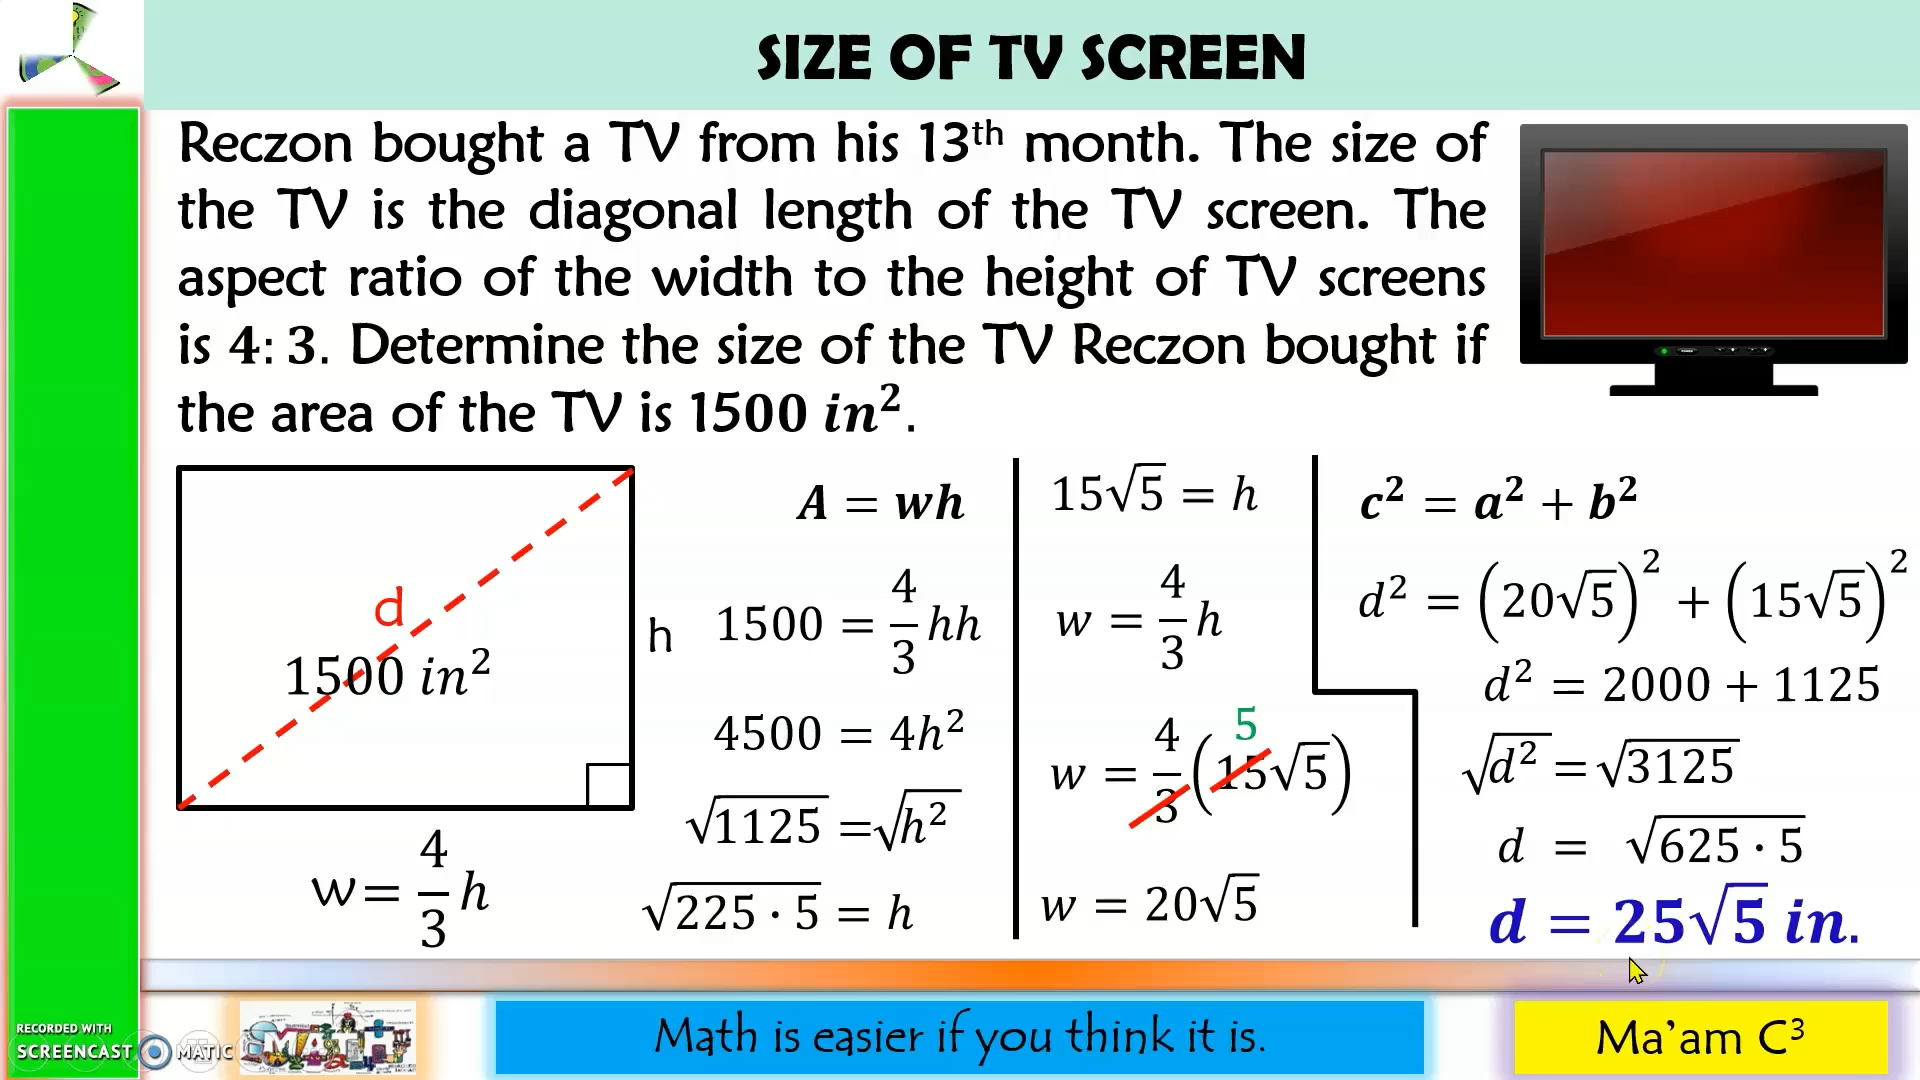 SIZE OF TV SCREEN
Reczon bought a TV from his 13th month. The size of
the TV is the diagonal length of the TV screen. The
aspect ratio of the width to the height of TV screens
is 4: 3. Determine the size of the TV Reczon bought if
the area of the TV is 1500 in².
d
1500 in²
h
w= 4/3 h
A = wh
1500 = 4/3 hh
4500 = 4h²
√1125 = √h²
√225 · 5 = h
15√5 = h
w = 4/3 h
5
w = 4/3 (15√5)
w = 20√5
c² = a² + b²
d² = (20√5)² + (15√5)²
d² = 2000 + 1125
√d² = √3125
d = √625 · 5
d = 25√5 in.
RECORDED WITH
SCREENCAST MATIC
MATH
Math is easier if you think it is.
Ma'am C³